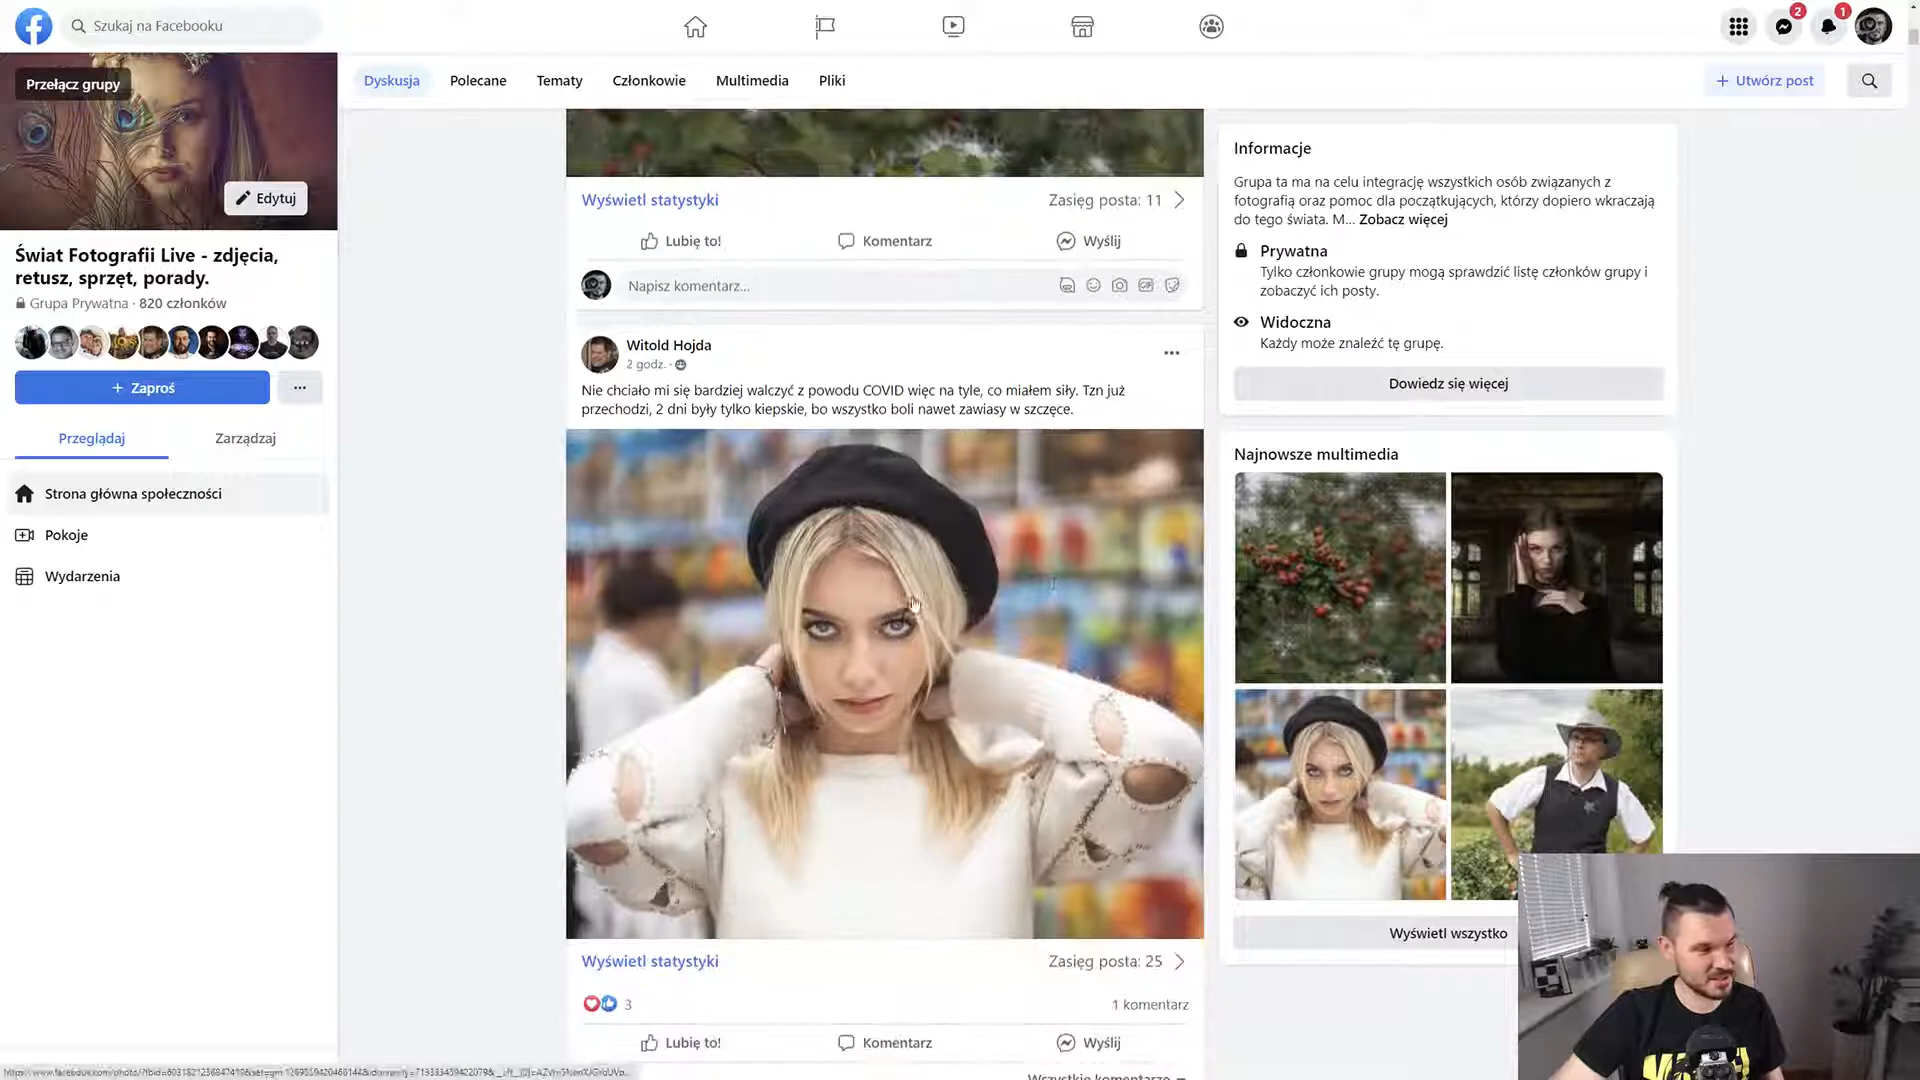 Szukaj na Facebooku
2
1
Przełącz grupy
Edytuj
Świat Fotografii Live - zdjęcia,
retusz, sprzęt, porady.
Grupa Prywatna · 820 członków
+ Zaproś
Przeglądaj
Zarządzaj
Strona główna społeczności
Pokoje
Wydarzenia
Dyskusja
Polecane
Tematy
Członkowie
Multimedia
Pliki
+ Utwórz post
Wyświetl statystyki
Zasięg posta: 11
Lubię to!
Komentarz
Wyślij
Napisz komentarz...
Witold Hojda
2 godz. ·
Nie chciało mi się bardziej walczyć z powodu COVID więc na tyle, co miałem siły. Tzn już
przechodzi, 2 dni były tylko kiepskie, bo wszystko boli nawet zawiasy w szczęce.
Wyświetl statystyki
Zasięg posta: 25
3
1 komentarz
Lubię to!
Komentarz
Wyślij
Wszystkie komentarze
Informacje
Grupa ta ma na celu integrację wszystkich osób związanych z
fotografią oraz pomoc dla początkujących, którzy dopiero wkraczają
do tego świata. M... Zobacz więcej
Prywatna
Tylko członkowie grupy mogą sprawdzić listę członków grupy i
zobaczyć ich posty.
Widoczna
Każdy może znaleźć tę grupę.
Dowiedz się więcej
Najnowsze multimedia
Wyświetl wszystko